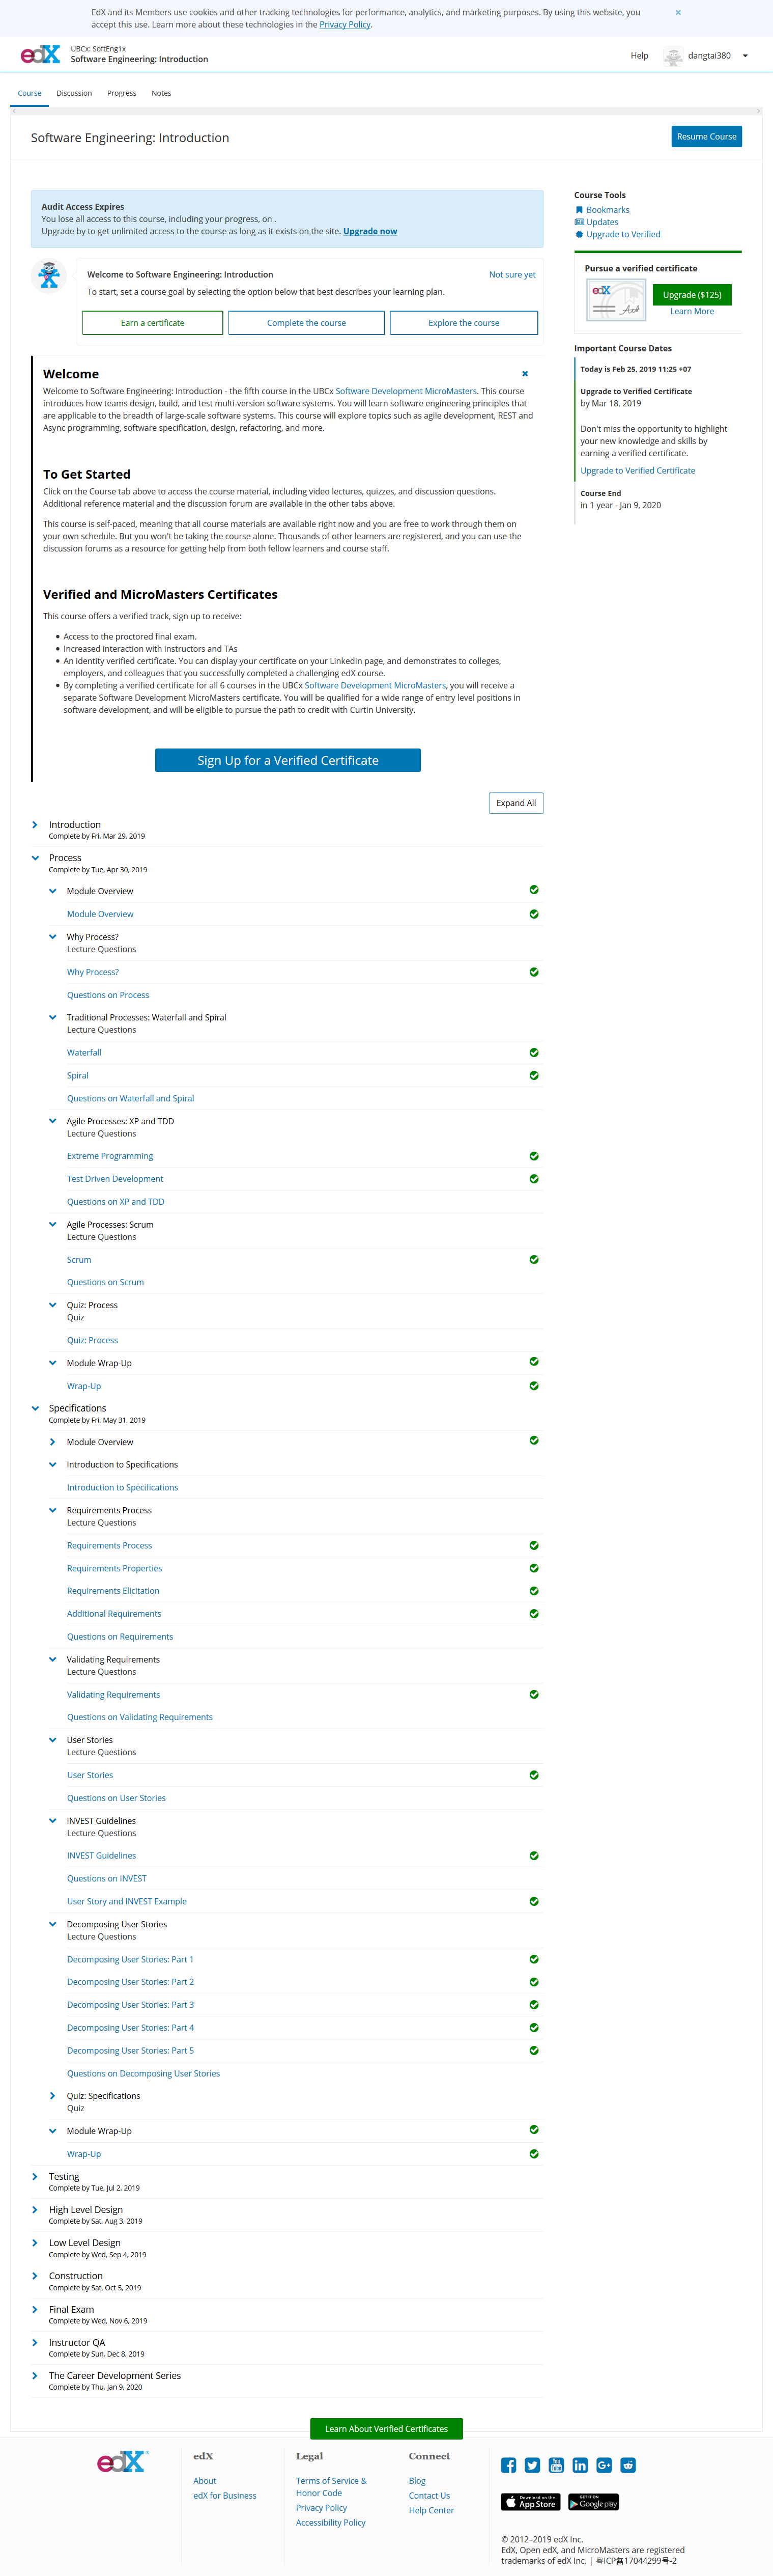 EdX and its Members use cookies and other tracking technologies for performance, analytics, and marketing purposes. By using this website, you
accept this use. Learn more about these technologies in the Privacy Policy.
edX
UBCx: SoftEng1x
Software Engineering: Introduction
Help
dangtai380
Course
Discussion
Progress
Notes
Software Engineering: Introduction
Resume Course
Audit Access Expires
You lose all access to this course, including your progress, on .
Upgrade by to get unlimited access to the course as long as it exists on the site. Upgrade now
Welcome to Software Engineering: Introduction
Not sure yet
To start, set a course goal by selecting the option below that best describes your learning plan.
Earn a certificate
Complete the course
Explore the course
Welcome
Welcome to Software Engineering: Introduction - the fifth course in the UBCx Software Development MicroMasters. This course
introduces how teams design, build, and test multi-version software systems. You will learn software engineering principles that
are applicable to the breadth of large-scale software systems. This course will explore topics such as agile development, REST and
Async programming, software specification, design, refactoring, and more.
To Get Started
Click on the Course tab above to access the course material, including video lectures, quizzes, and discussion questions.
Additional reference material and the discussion forum are available in the other tabs above.
This course is self-paced, meaning that all course materials are available right now and you are free to work through them on
your own schedule. But you won't be taking the course alone. Thousands of other learners are registered, and you can use the
discussion forums as a resource for getting help from both fellow learners and course staff.
Verified and MicroMasters Certificates
This course offers a verified track, sign up to receive:
Access to the proctored final exam.
Increased interaction with instructors and TAs
An identity verified certificate. You can display your certificate on your LinkedIn page, and demonstrates to colleges,
employers, and colleagues that you successfully completed a challenging edX course.
By completing a verified certificate for all 6 courses in the UBCx Software Development MicroMasters, you will receive a
separate Software Development MicroMasters certificate. You will be qualified for a wide range of entry level positions in
software development, and will be eligible to pursue the path to credit with Curtin University.
Sign Up for a Verified Certificate
Course Tools
Bookmarks
Updates
Upgrade to Verified
Pursue a verified certificate
edX
Upgrade ($125)
Learn More
Important Course Dates
Today is Feb 25, 2019 11:25 +07
Upgrade to Verified Certificate
by Mar 18, 2019
Don't miss the opportunity to highlight
your new knowledge and skills by
earning a verified certificate.
Upgrade to Verified Certificate
Course End
in 1 year - Jan 9, 2020
Expand All
Introduction
Complete by Fri, Mar 29, 2019
Process
Complete by Tue, Apr 30, 2019
Module Overview
Module Overview
Why Process?
Lecture Questions
Why Process?
Questions on Process
Traditional Processes: Waterfall and Spiral
Lecture Questions
Waterfall
Spiral
Questions on Waterfall and Spiral
Agile Processes: XP and TDD
Lecture Questions
Extreme Programming
Test Driven Development
Questions on XP and TDD
Agile Processes: Scrum
Lecture Questions
Scrum
Questions on Scrum
Quiz: Process
Quiz
Quiz: Process
Module Wrap-Up
Wrap-Up
Specifications
Complete by Fri, May 31, 2019
Module Overview
Introduction to Specifications
Introduction to Specifications
Requirements Process
Lecture Questions
Requirements Process
Requirements Properties
Requirements Elicitation
Additional Requirements
Questions on Requirements
Validating Requirements
Lecture Questions
Validating Requirements
Questions on Validating Requirements
User Stories
Lecture Questions
User Stories
Questions on User Stories
INVEST Guidelines
Lecture Questions
INVEST Guidelines
Questions on INVEST
User Story and INVEST Example
Decomposing User Stories
Lecture Questions
Decomposing User Stories: Part 1
Decomposing User Stories: Part 2
Decomposing User Stories: Part 3
Decomposing User Stories: Part 4
Decomposing User Stories: Part 5
Questions on Decomposing User Stories
Quiz: Specifications
Quiz
Module Wrap-Up
Wrap-Up
Testing
Complete by Tue, Jul 2, 2019
High Level Design
Complete by Sat, Aug 3, 2019
Low Level Design
Complete by Wed, Sep 4, 2019
Construction
Complete by Sat, Oct 5, 2019
Final Exam
Complete by Wed, Nov 6, 2019
Instructor QA
Complete by Sun, Dec 8, 2019
The Career Development Series
Complete by Thu, Jan 9, 2020
Learn About Verified Certificates
edX
edX
About
edX for Business
Legal
Terms of Service &
Honor Code
Privacy Policy
Accessibility Policy
Connect
Blog
Contact Us
Help Center
Download on the
App Store
GET IT ON
Google play
© 2012–2019 edX Inc.
EdX, Open edX, and MicroMasters are registered
trademarks of edX Inc. | 粤ICP备17044299号-2